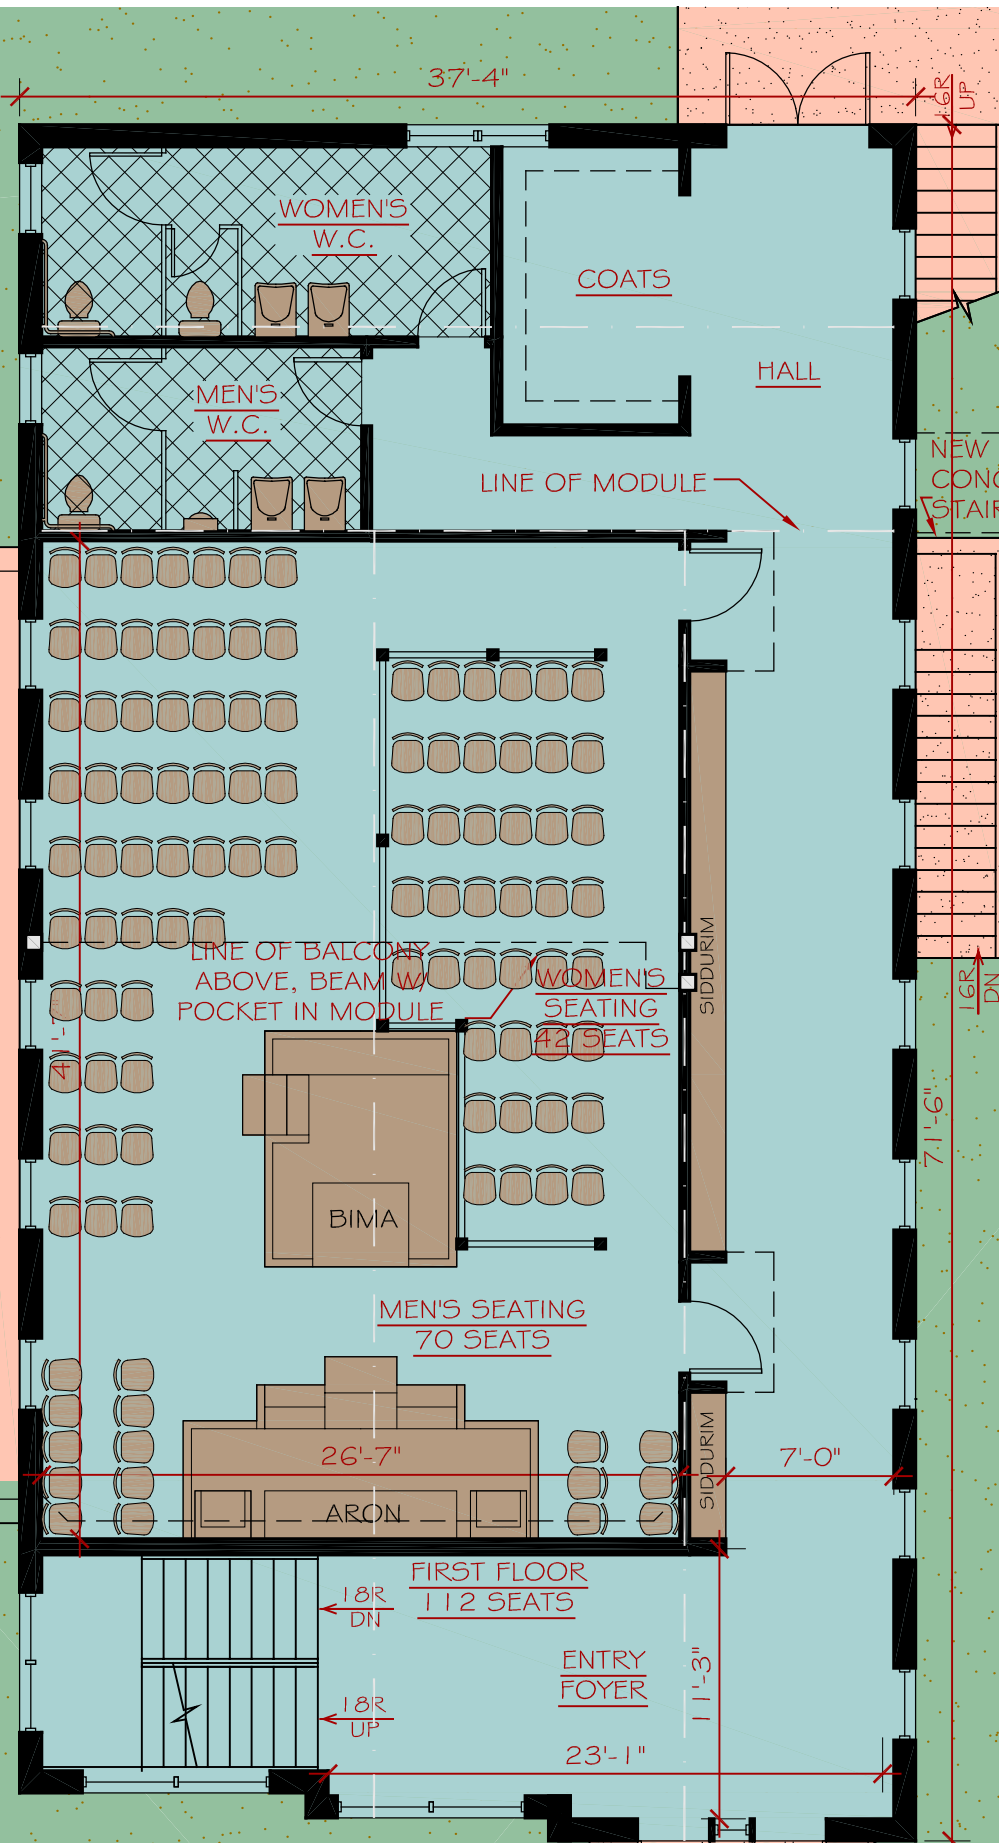 37'-4"
16R
UP
WOMEN'S
W.C.
COATS
HALL
MEN'S
W.C.
LINE OF MODULE
NEW
CONC
STAIR
LINE OF BALCONY
ABOVE, BEAM W/
POCKET IN MODULE
WOMEN'S
SEATING
42 SEATS
SIDDURIM
16R
DN
41'-7"
71'-6"
BIMA
MEN'S SEATING
70 SEATS
26'-7"
SIDDURIM
7'-0"
ARON
FIRST FLOOR
112 SEATS
18R
DN
ENTRY
FOYER
11'-3"
18R
UP
23'-1"